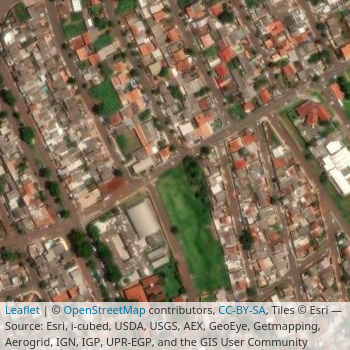 Leaflet | © OpenStreetMap contributors, CC-BY-SA, Tiles © Esri —
Source: Esri, i-cubed, USDA, USGS, AEX, GeoEye, Getmapping,
Aerogrid, IGN, IGP, UPR-EGP, and the GIS User Community